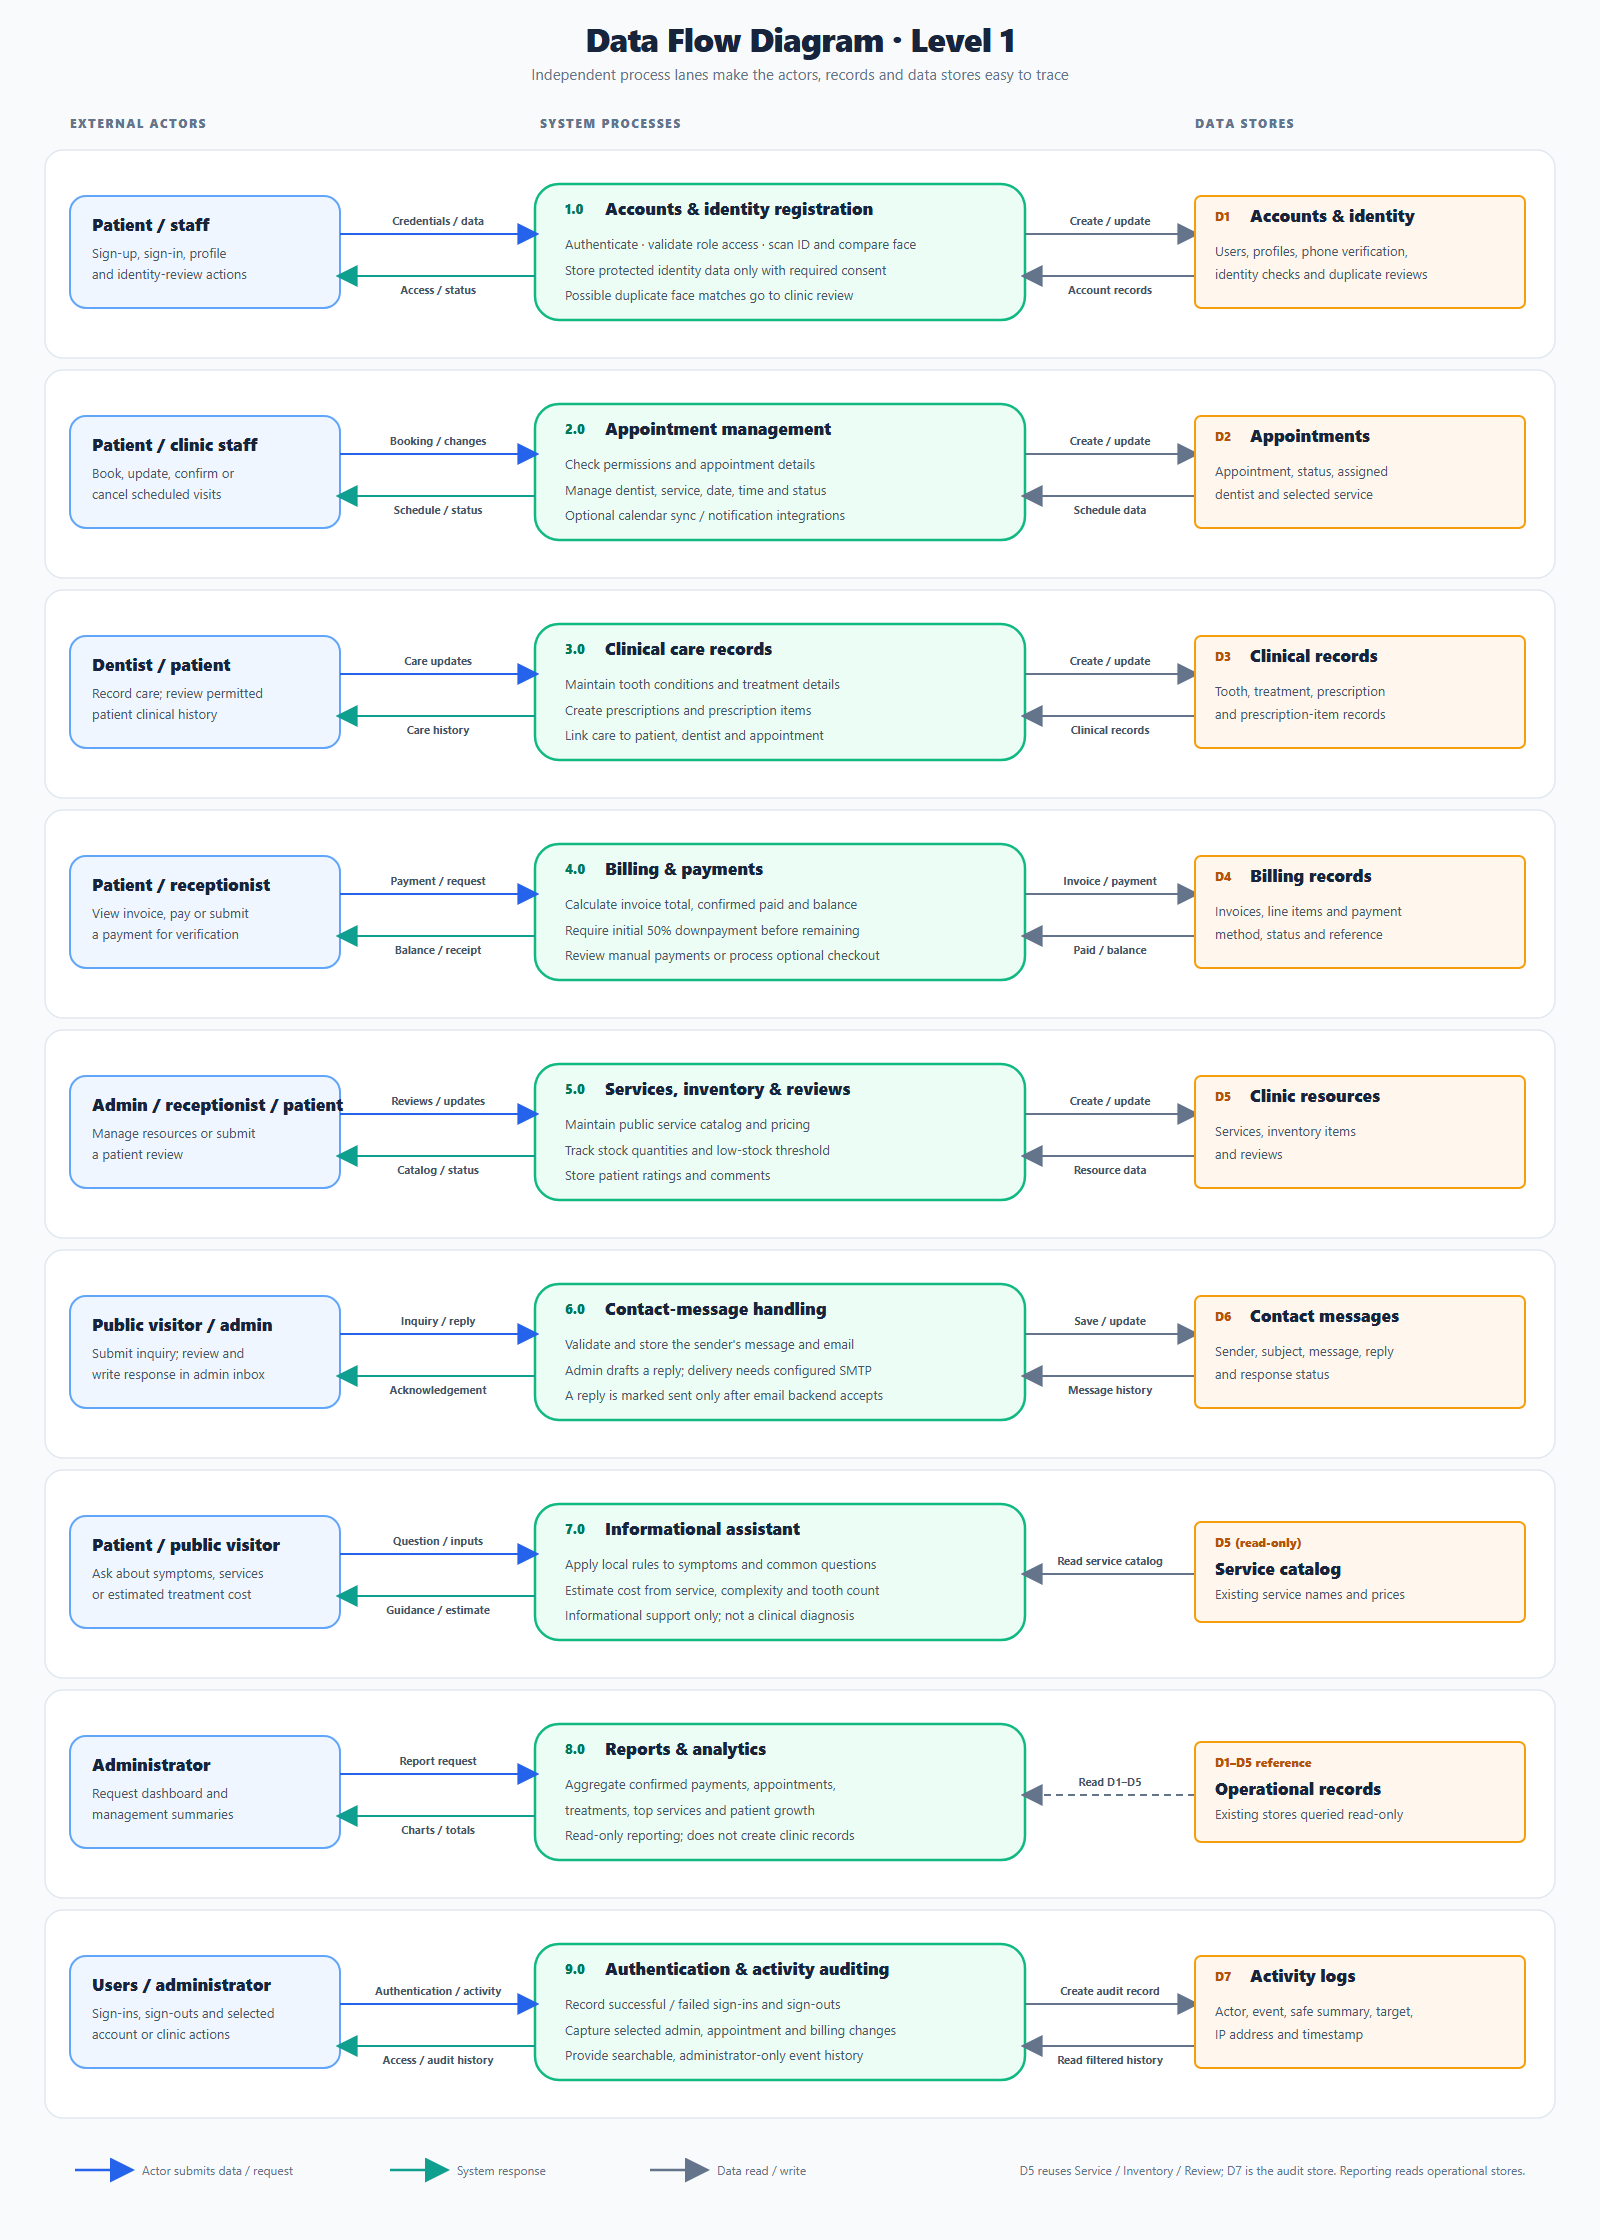 Data Flow Diagram · Level 1
Independent process lanes make the actors, records and data stores easy to trace
EXTERNAL ACTORS
SYSTEM PROCESSES
DATA STORES
Patient / staff
Sign-up, sign-in, profile
and identity-review actions
Credentials / data
Access / status
1.0 Accounts & identity registration
Authenticate · validate role access · scan ID and compare face
Store protected identity data only with required consent
Possible duplicate face matches go to clinic review
Create / update
Account records
D1 Accounts & identity
Users, profiles, phone verification,
identity checks and duplicate reviews
Patient / clinic staff
Book, update, confirm or
cancel scheduled visits
Booking / changes
Schedule / status
2.0 Appointment management
Check permissions and appointment details
Manage dentist, service, date, time and status
Optional calendar sync / notification integrations
Create / update
Schedule data
D2 Appointments
Appointment, status, assigned
dentist and selected service
Dentist / patient
Record care; review permitted
patient clinical history
Care updates
Care history
3.0 Clinical care records
Maintain tooth conditions and treatment details
Create prescriptions and prescription items
Link care to patient, dentist and appointment
Create / update
Clinical records
D3 Clinical records
Tooth, treatment, prescription
and prescription-item records
Patient / receptionist
View invoice, pay or submit
a payment for verification
Payment / request
Balance / receipt
4.0 Billing & payments
Calculate invoice total, confirmed paid and balance
Require initial 50% downpayment before remaining
Review manual payments or process optional checkout
Invoice / payment
Paid / balance
D4 Billing records
Invoices, line items and payment
method, status and reference
Admin / receptionist / patient
Manage resources or submit
a patient review
Reviews / updates
Catalog / status
5.0 Services, inventory & reviews
Maintain public service catalog and pricing
Track stock quantities and low-stock threshold
Store patient ratings and comments
Create / update
Resource data
D5 Clinic resources
Services, inventory items
and reviews
Public visitor / admin
Submit inquiry; review and
write response in admin inbox
Inquiry / reply
Acknowledgement
6.0 Contact-message handling
Validate and store the sender's message and email
Admin drafts a reply; delivery needs configured SMTP
A reply is marked sent only after email backend accepts
Save / update
Message history
D6 Contact messages
Sender, subject, message, reply
and response status
Patient / public visitor
Ask about symptoms, services
or estimated treatment cost
Question / inputs
Guidance / estimate
7.0 Informational assistant
Apply local rules to symptoms and common questions
Estimate cost from service, complexity and tooth count
Informational support only; not a clinical diagnosis
Read service catalog
D5 (read-only)
Service catalog
Existing service names and prices
Administrator
Request dashboard and
management summaries
Report request
Charts / totals
8.0 Reports & analytics
Aggregate confirmed payments, appointments,
treatments, top services and patient growth
Read-only reporting; does not create clinic records
Read D1–D5
D1–D5 reference
Operational records
Existing stores queried read-only
Users / administrator
Sign-ins, sign-outs and selected
account or clinic actions
Authentication / activity
Access / audit history
9.0 Authentication & activity auditing
Record successful / failed sign-ins and sign-outs
Capture selected admin, appointment and billing changes
Provide searchable, administrator-only event history
Create audit record
Read filtered history
D7 Activity logs
Actor, event, safe summary, target,
IP address and timestamp
Actor submits data / request
System response
Data read / write
D5 reuses Service / Inventory / Review; D7 is the audit store. Reporting reads operational stores.